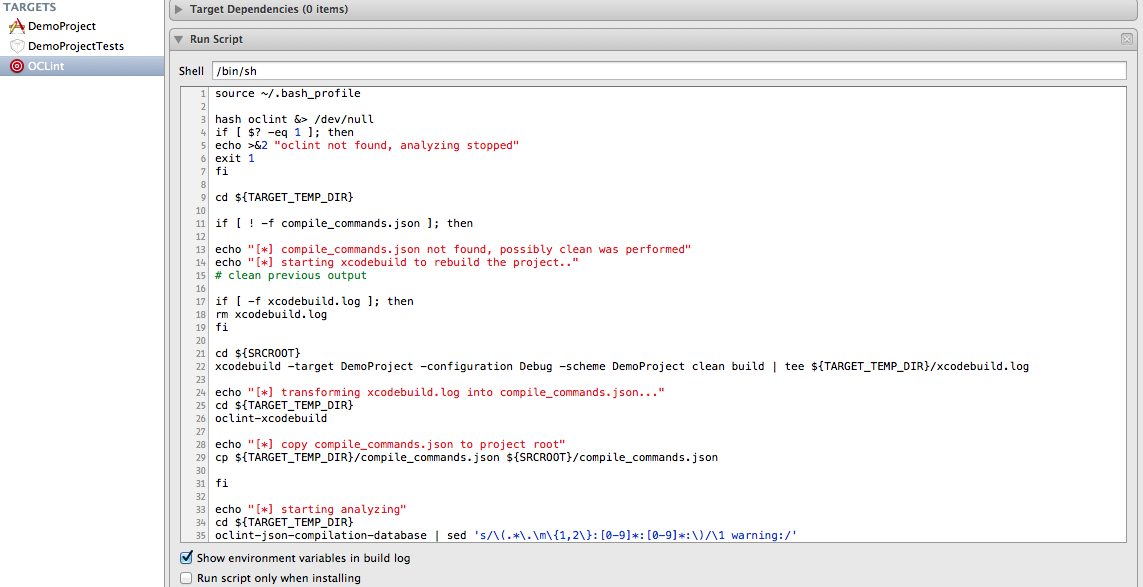 TARGETS
DemoProject
DemoProjectTests
OCLint
Target Dependencies (0 items)
Run Script
Shell /bin/sh
1 source ~/.bash_profile
2
3 hash oclint &> /dev/null
4 if [ $? -eq 1 ]; then
5 echo >&2 "oclint not found, analyzing stopped"
6 exit 1
7 fi
8
9 cd ${TARGET_TEMP_DIR}
10
11 if [ ! -f compile_commands.json ]; then
12
13 echo "[*] compile_commands.json not found, possibly clean was performed"
14 echo "[*] starting xcodebuild to rebuild the project.."
15 # clean previous output
16
17 if [ -f xcodebuild.log ]; then
18 rm xcodebuild.log
19 fi
20
21 cd ${SRCROOT}
22 xcodebuild -target DemoProject -configuration Debug -scheme DemoProject clean build | tee ${TARGET_TEMP_DIR}/xcodebuild.log
23
24 echo "[*] transforming xcodebuild.log into compile_commands.json..."
25 cd ${TARGET_TEMP_DIR}
26 oclint-xcodebuild
27
28 echo "[*] copy compile_commands.json to project root"
29 cp ${TARGET_TEMP_DIR}/compile_commands.json ${SRCROOT}/compile_commands.json
30
31 fi
32
33 echo "[*] starting analyzing"
34 cd ${TARGET_TEMP_DIR}
35 oclint-json-compilation-database | sed 's/\(.*\.\m\{1,2\}:[0-9]*:[0-9]*:\)/\1 warning:/'
Show environment variables in build log
Run script only when installing